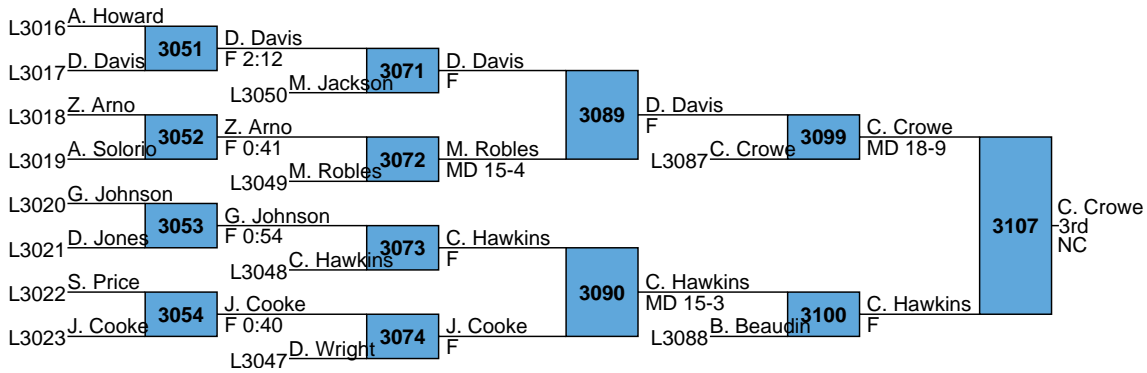 A. Howard
L3016
3051
D. Davis
L3017
D. Davis
F 2:12
3071
M. Jackson
L3050
D. Davis
F
Z. Arno
L3018
3052
A. Solorio
L3019
Z. Arno
F 0:41
3072
M. Robles
L3049
M. Robles
MD 15-4
3089
D. Davis
F
3099
L3087
C. Crowe
C. Crowe
MD 18-9
G. Johnson
L3020
3053
D. Jones
L3021
G. Johnson
F 0:54
3073
C. Hawkins
L3048
C. Hawkins
F
S. Price
L3022
3054
J. Cooke
L3023
J. Cooke
F 0:40
3074
D. Wright
L3047
J. Cooke
F
3090
C. Hawkins
MD 15-3
3100
B. Beaudin
L3088
C. Hawkins
F
3107
C. Crowe
3rd
NC